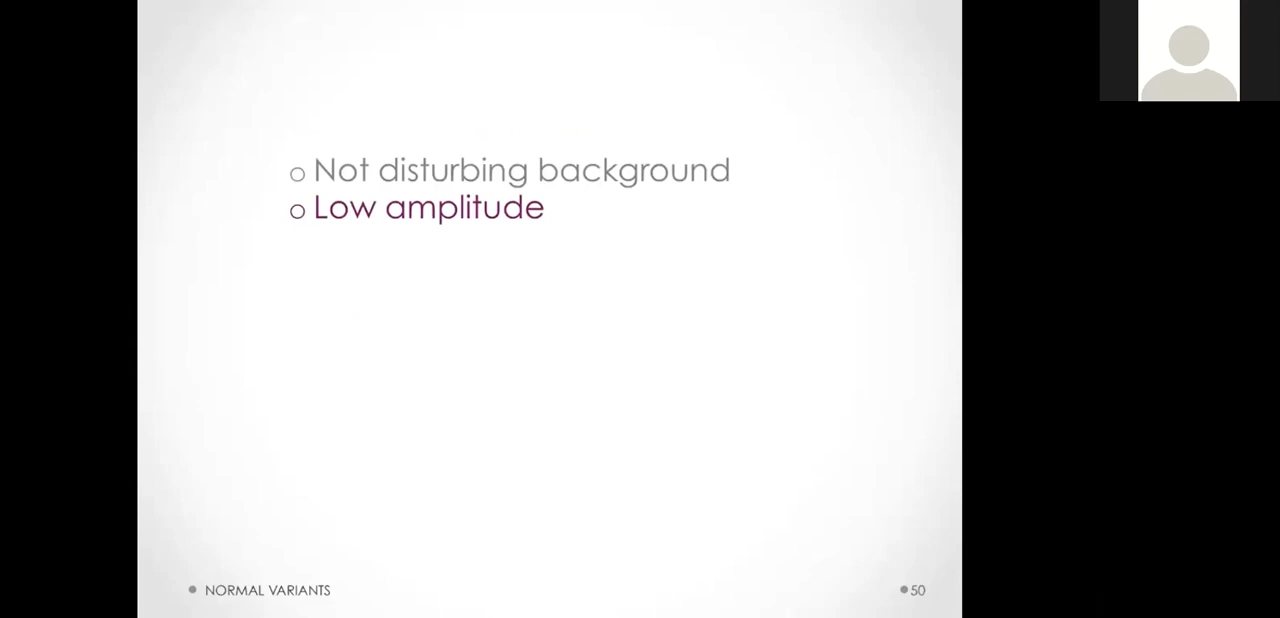 o Not disturbing background
o Low amplitude
• NORMAL VARIANTS
• 50